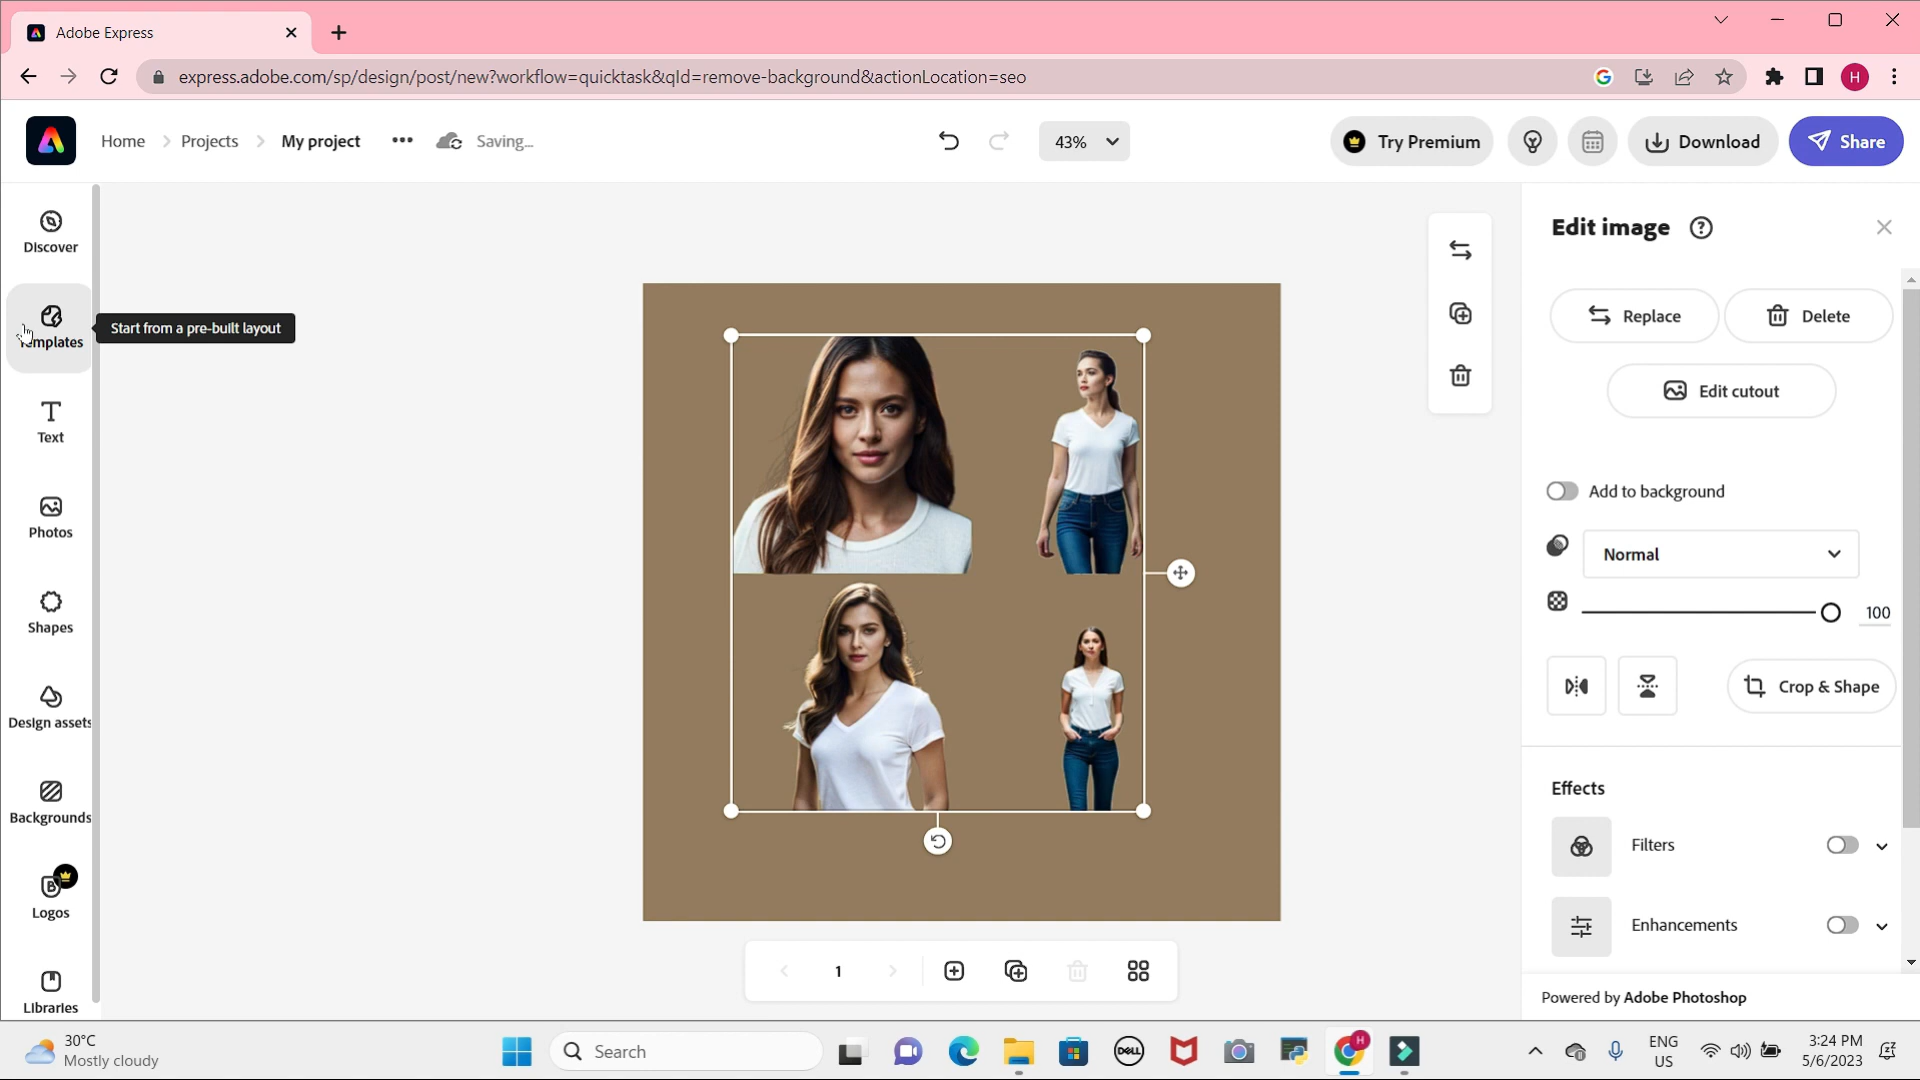 Adobe Express
express.adobe.com/sp/design/post/new?workflow=quicktask&qId=remove-background&actionLocation=seo
H
Home
Projects
My project
Saving...
43%
Try Premium
Download
Share
Discover
Templates
Start from a pre-built layout
Text
Photos
Shapes
Design assets
Backgrounds
Logos
Libraries
Edit image
Replace
Delete
Edit cutout
Add to background
Normal
100
Crop & Shape
Effects
Filters
Enhancements
Powered by Adobe Photoshop
1
30°C
Mostly cloudy
Search
DELL
H
ENG
US
3:24 PM
5/6/2023